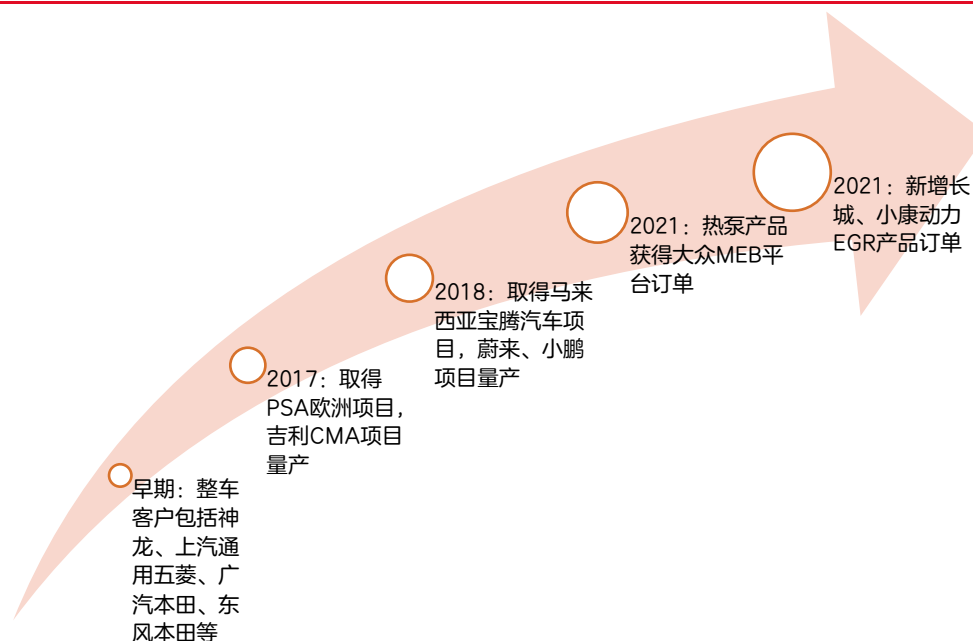 早期：整车
客户包括神
龙、上汽通
用五菱、广
汽本田、东
风本田等
2017：取得
PSA欧洲项目，
吉利CMA项目
量产
2018：取得马来
西亚宝腾汽车项
目，蔚来、小鹏
项目量产
2021：热泵产品
获得大众MEB平
台订单
2021：新增长
城、小康动力
EGR产品订单